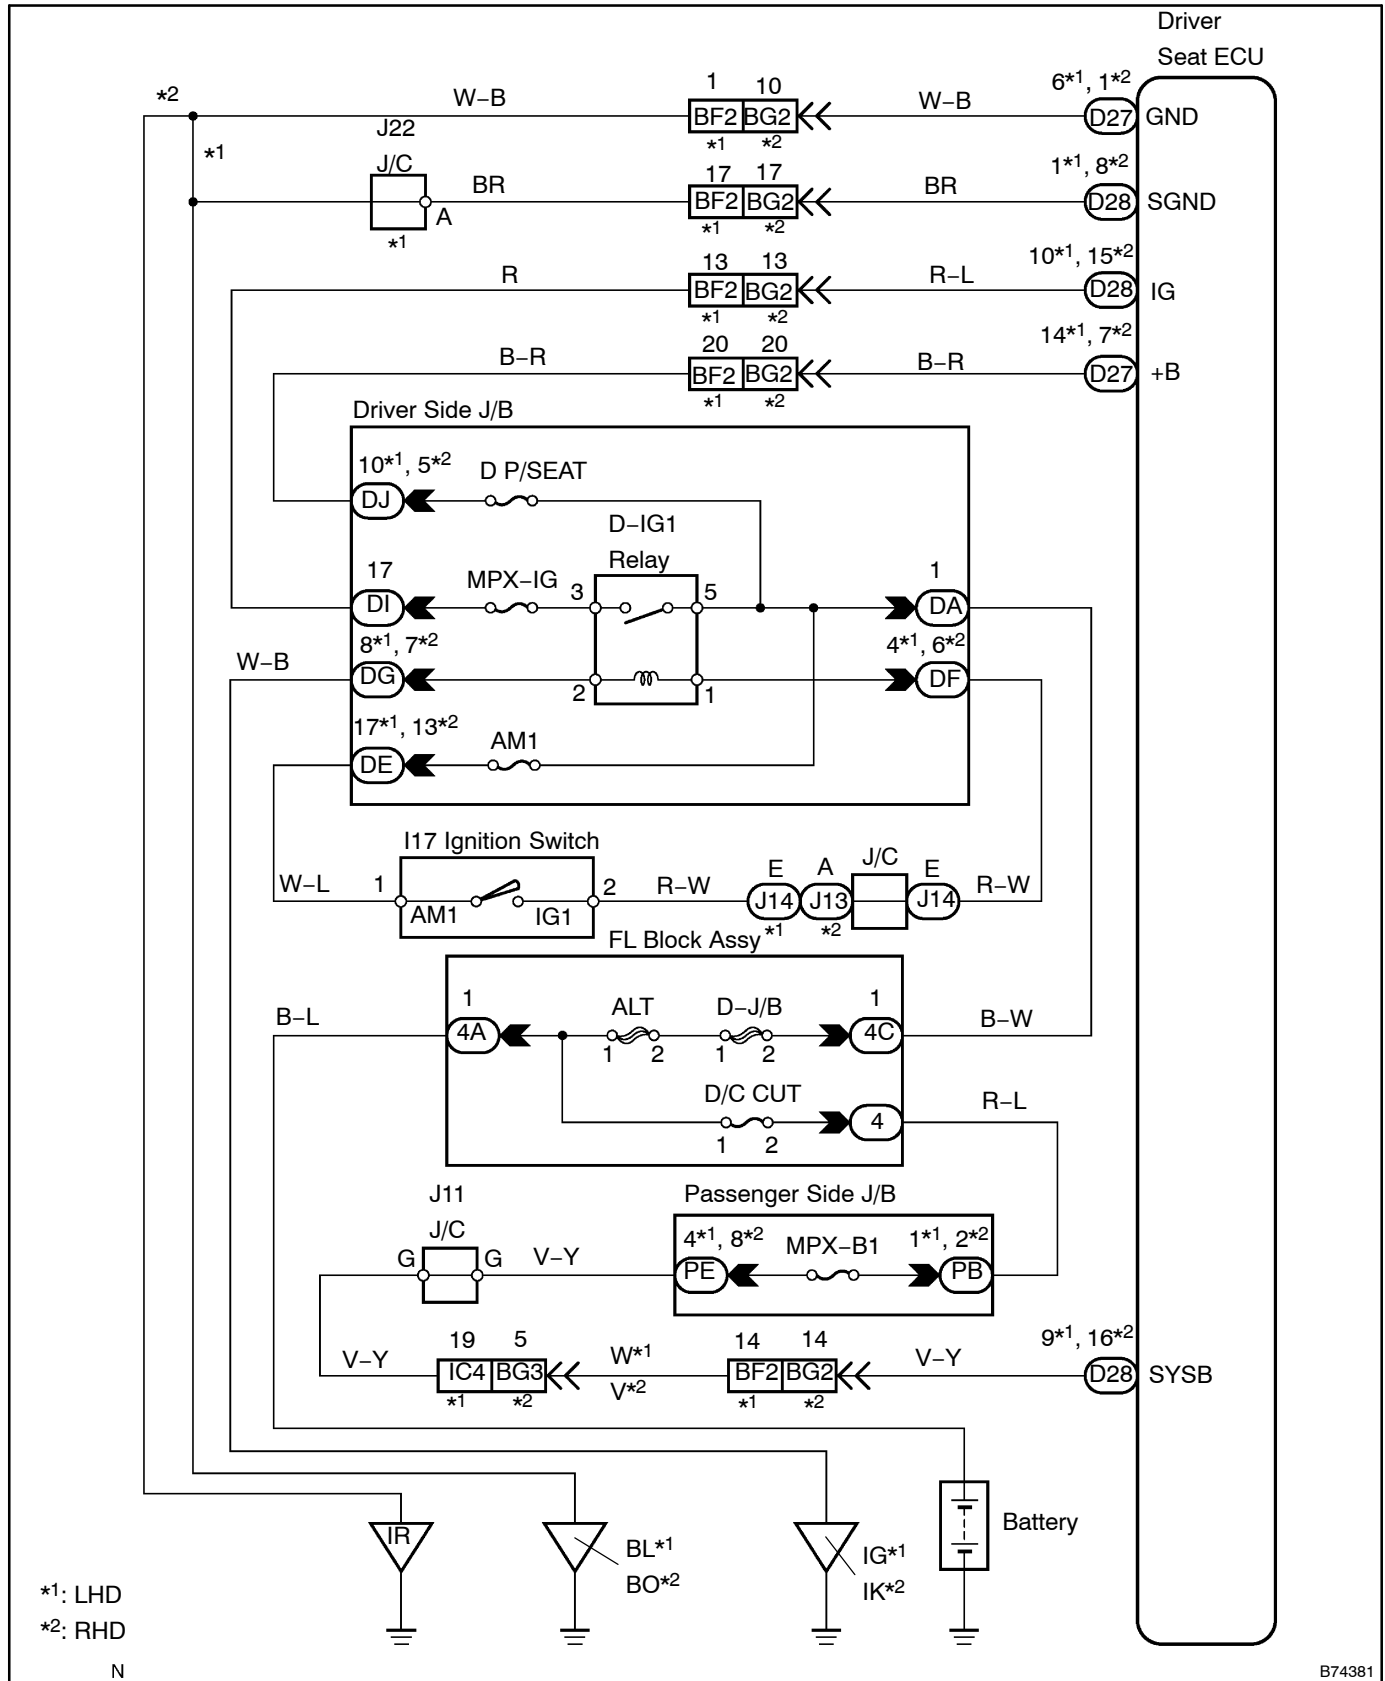 Driver
Seat ECU
*2
W–B
1 10
BF2 BG2
*1 *2
W–B
6*1, 1*2
D27 GND
*1
J22
J/C
A
*1
BR
17 17
BF2 BG2
*1 *2
BR
1*1, 8*2
D28 SGND
R
13 13
BF2 BG2
*1 *2
R–L
10*1, 15*2
D28 IG
B–R
20 20
BF2 BG2
*1 *2
B–R
14*1, 7*2
D27 +B
Driver Side J/B
10*1, 5*2
DJ
D P/SEAT
D–IG1
Relay
17
DI
MPX–IG
3 5
1
DA
W–B
8*1, 7*2
DG
2 1
4*1, 6*2
DF
17*1, 13*2
DE
AM1
I17 Ignition Switch
W–L
1 2
AM1 IG1
R–W
E A J/C E
J14 J13 J14
*1 *2
R–W
FL Block Assy
B–L
1
4A
ALT
1 2
D–J/B
1 2
1
4C
B–W
D/C CUT
1 2
4
R–L
J11
J/C
G G
V–Y
Passenger Side J/B
4*1, 8*2
PE
MPX–B1
1*1, 2*2
PB
V–Y
19 5
IC4 BG3
*1 *2
W*1
V*2
14 14
BF2 BG2
*1 *2
V–Y
9*1, 16*2
D28 SYSB
IR
BL*1
BO*2
IG*1
IK*2
Battery
*1: LHD
*2: RHD
N
B74381